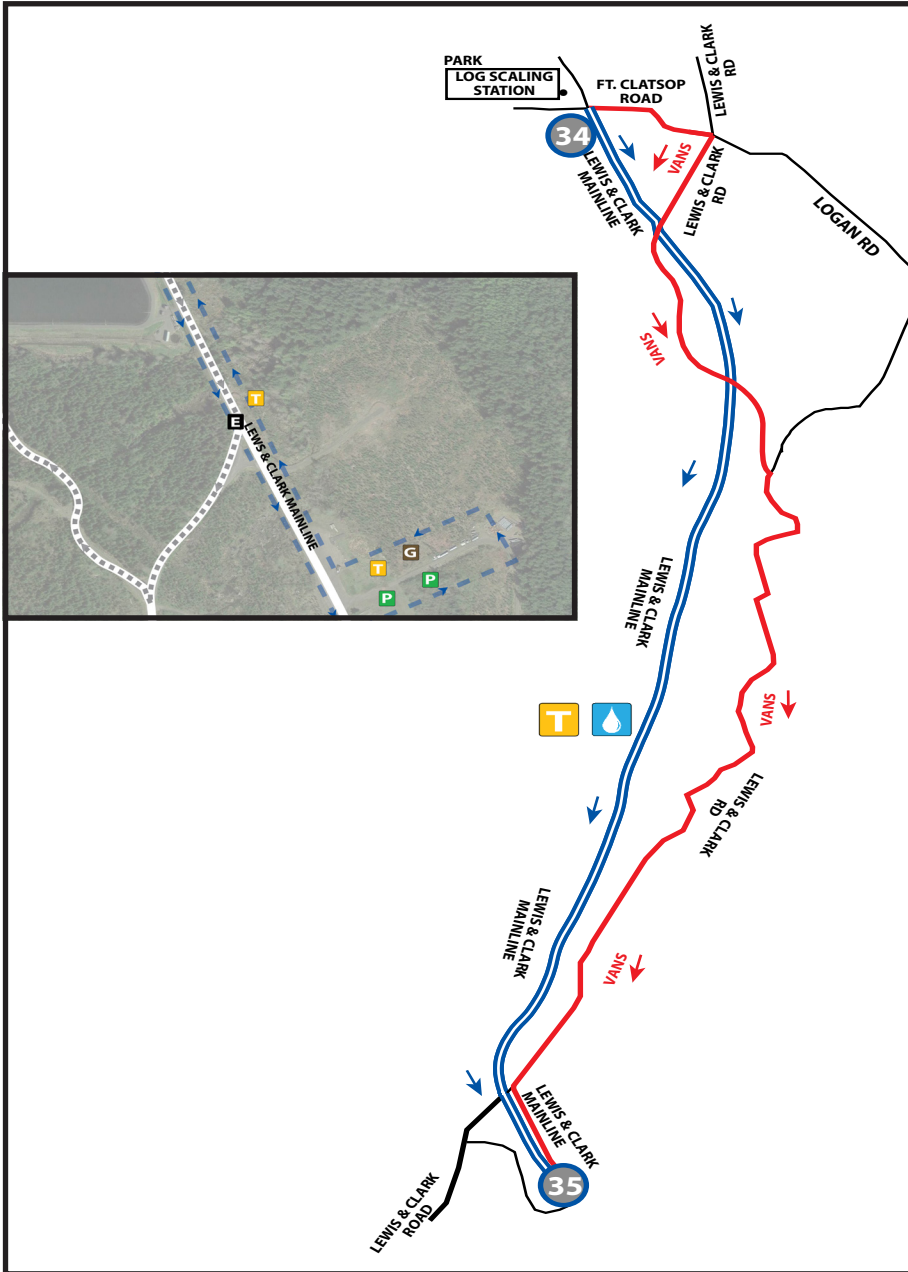 PARK
LOG SCALING
STATION
FT. CLATSOP
ROAD
LEWIS & CLARK
RD
34
VANS
LEWIS & CLARK
MAINLINE
LEWIS & CLARK
RD
LOGAN RD
VANS
T
E
LEWIS & CLARK MAINLINE
G
T
P
P
LEWIS & CLARK
MAINLINE
T
VANS
LEWIS & CLARK
RD
LEWIS & CLARK
MAINLINE
VANS
LEWIS & CLARK
MAINLINE
35
LEWIS & CLARK
ROAD